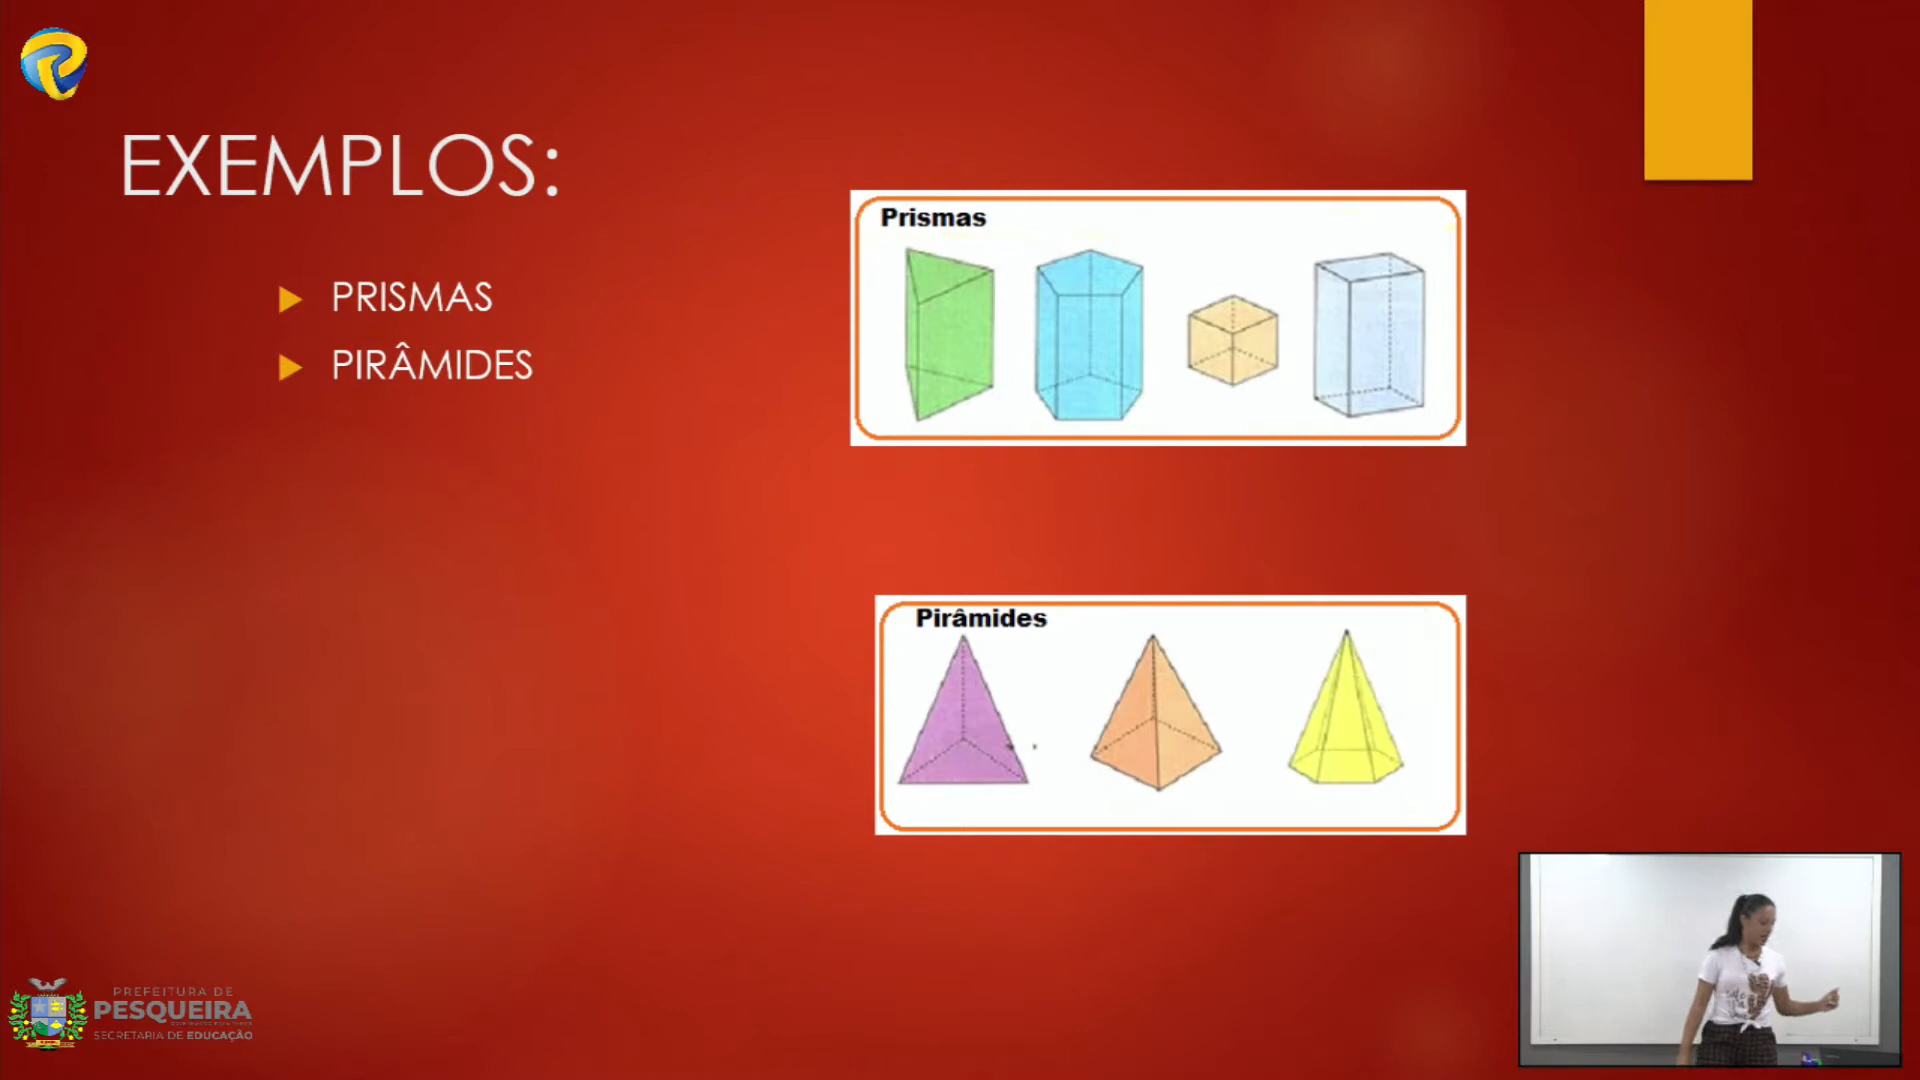 EXEMPLOS:
PRISMAS
PIRÂMIDES
Prismas
Pirâmides
PREFEITURA DE
PESQUEIRA
SECRETARIA DE EDUCAÇÃO